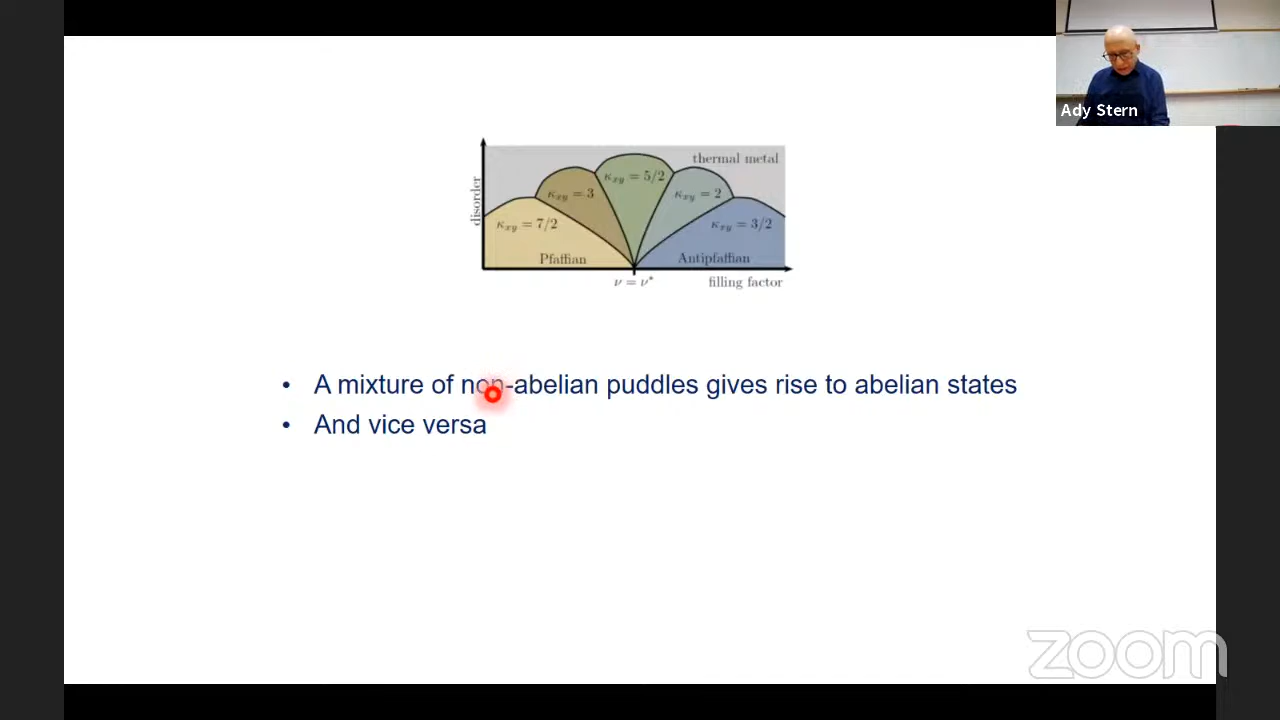 Ady Stern
thermal metal
κxy = 5/2
κxy = 3
κxy = 2
disorder
κxy = 7/2
κxy = 3/2
Pfaffian
Antipfaffian
ν = ν*
filling factor
• A mixture of non-abelian puddles gives rise to abelian states
• And vice versa
zoom